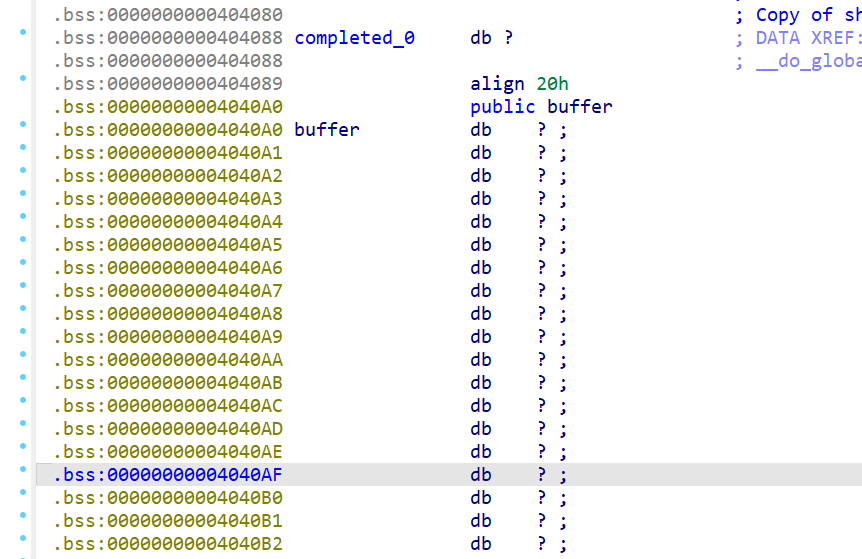 .bss:0000000000404080 ; Copy of sh
.bss:0000000000404088 completed_0 db ? ; DATA XREF:
.bss:0000000000404088 ; __do_globa
.bss:0000000000404089 align 20h
.bss:00000000004040A0 public buffer
.bss:00000000004040A0 buffer db ? ;
.bss:00000000004040A1 db ? ;
.bss:00000000004040A2 db ? ;
.bss:00000000004040A3 db ? ;
.bss:00000000004040A4 db ? ;
.bss:00000000004040A5 db ? ;
.bss:00000000004040A6 db ? ;
.bss:00000000004040A7 db ? ;
.bss:00000000004040A8 db ? ;
.bss:00000000004040A9 db ? ;
.bss:00000000004040AA db ? ;
.bss:00000000004040AB db ? ;
.bss:00000000004040AC db ? ;
.bss:00000000004040AD db ? ;
.bss:00000000004040AE db ? ;
.bss:00000000004040AF db ? ;
.bss:00000000004040B0 db ? ;
.bss:00000000004040B1 db ? ;
.bss:00000000004040B2 db ? ;